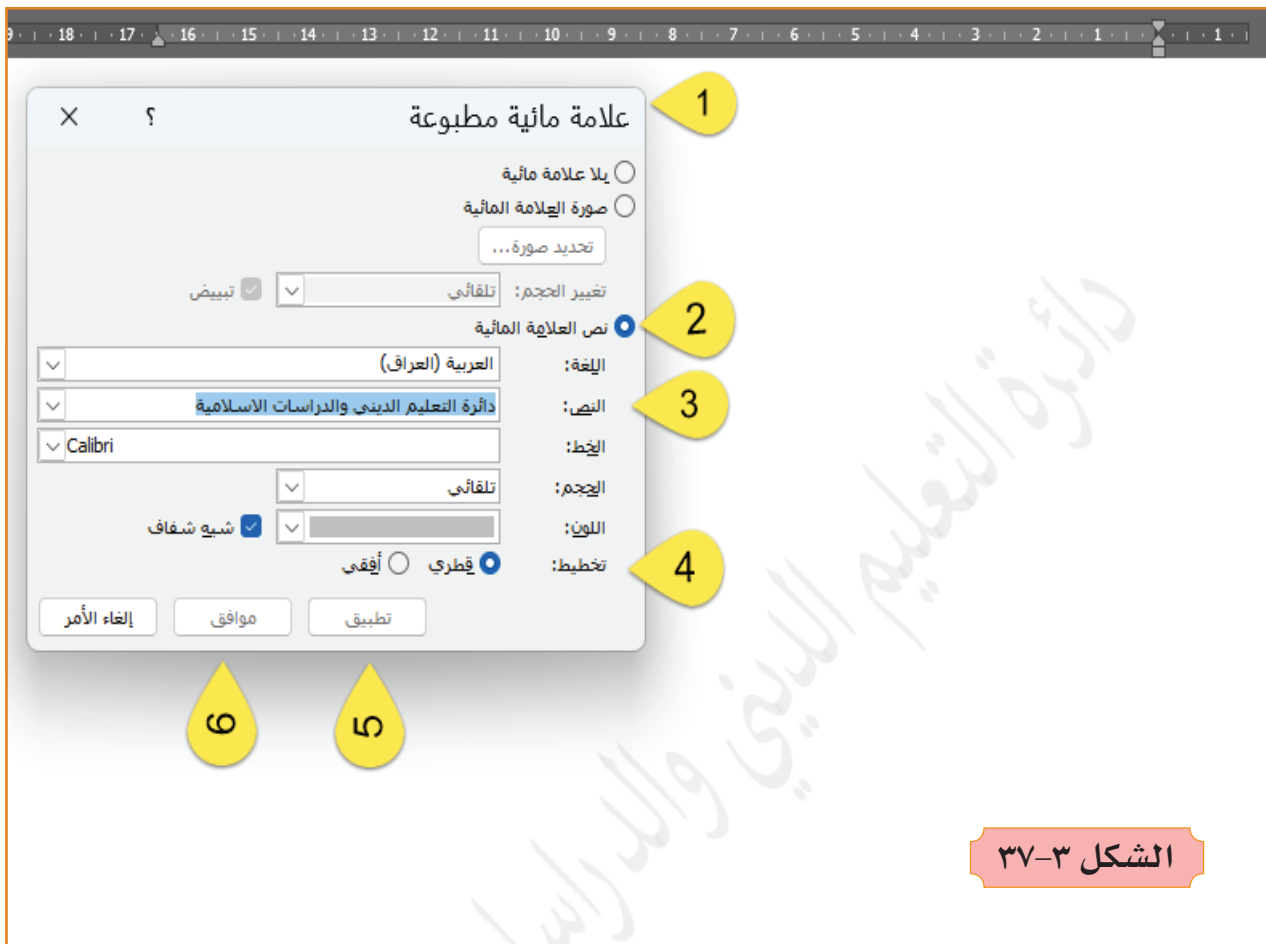 9 18 17 16 15 14 13 12 11 10 9 8 7 6 5 4 3 2 1 1
علامة مائية مطبوعة ؟ ×
1
بلا علامة مائية
صورة العلامة المائية
تحديد صورة...
تغيير الحجم: تلقائي تبييض
نص العلامة المائية
2
اللغة: العربية (العراق)
النص: دائرة التعليم الديني والدراسات الاسلامية
3
الخط: Calibri
الحجم: تلقائي
اللون: شبه شفاف
تخطيط: قطري أفقي
4
تطبيق موافق إلغاء الأمر
5
6
دائرة التعليم الديني والدراسا
الشكل ٣-٣٧